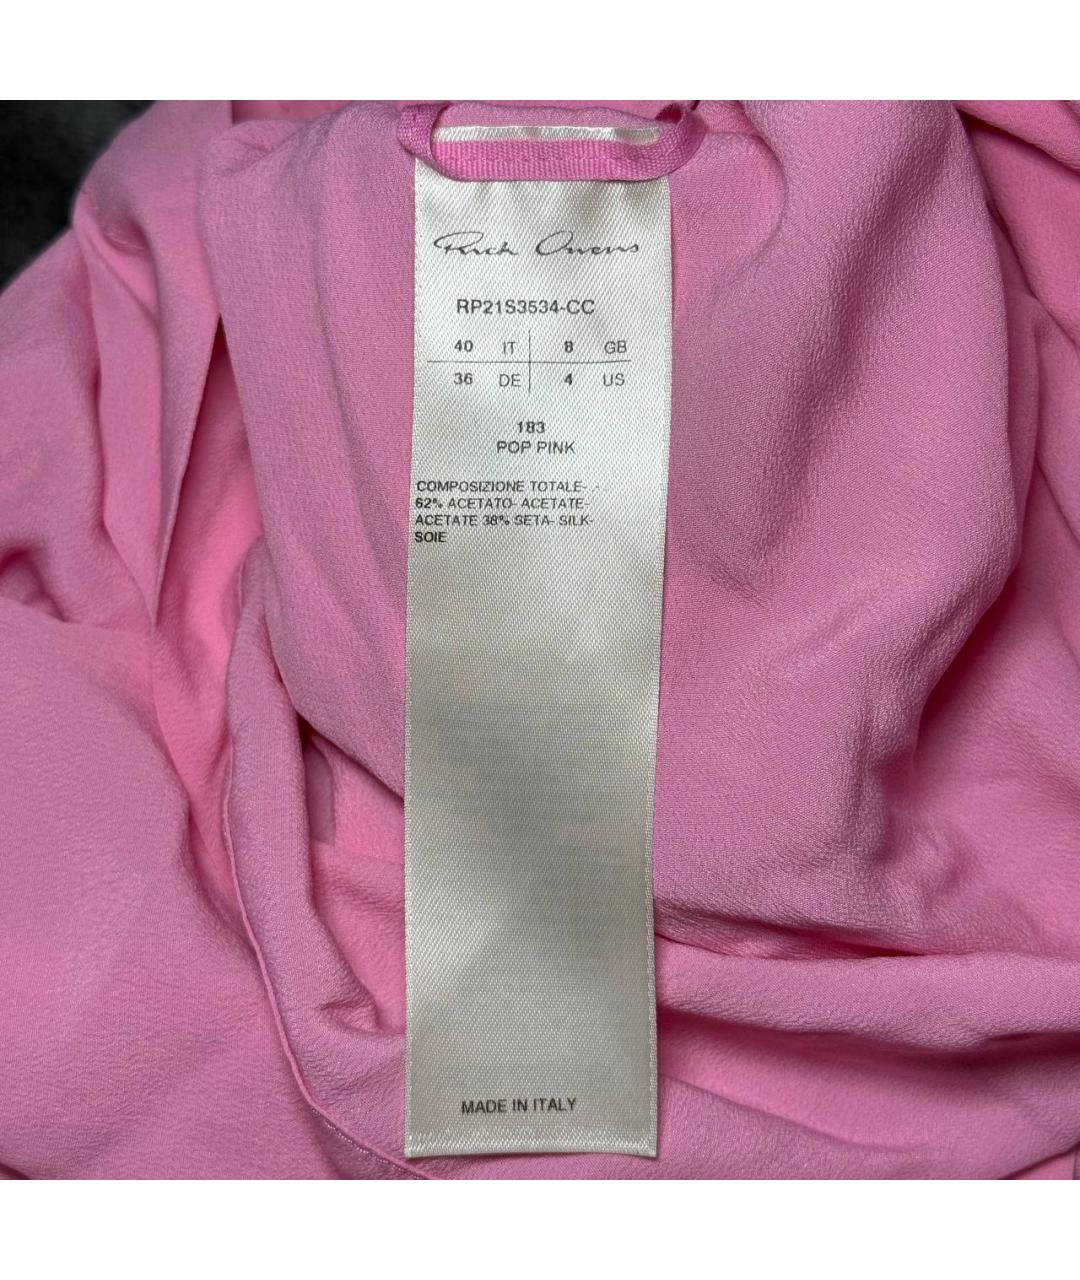 Rick Owens
RP21S3534-CC
40 IT 8 GB
36 DE 4 US
183
POP PINK
COMPOSIZIONE TOTALE- .-
62% ACETATO- ACETATE-
ACETATE 38% SETA- SILK-
SOIE
MADE IN ITALY